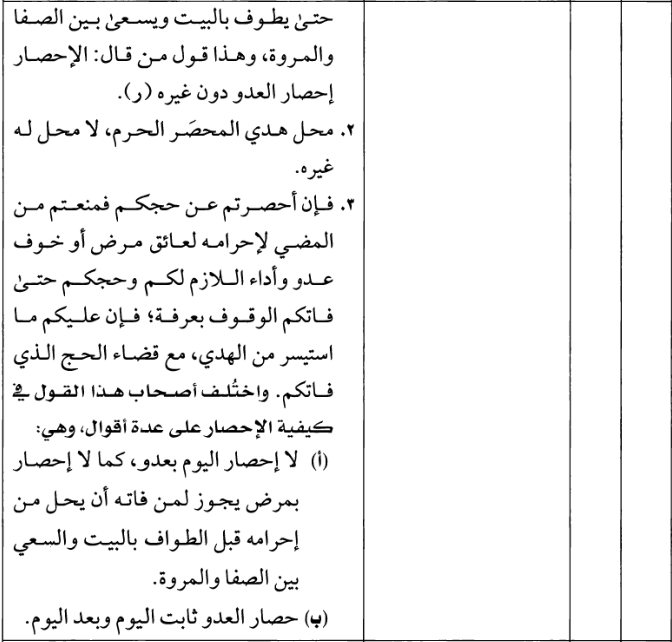 حتىٰ يطوف بالبيت ويسعىٰ بين الصفا
والمروة، وهذا قول من قال: الإحصار
إحصار العدو دون غيره (ر).
٢. محل هدي المحصَر الحرم، لا محل له
غيره.
٣. فإن أحصرتم عن حجكم فمنعتم من
المضي لإحرامه لعائق مرض أو خوف
عدو وأداء اللازم لكم وحجكم حتىٰ
فاتكم الوقوف بعرفة؛ فإن عليكم ما
استيسر من الهدي، مع قضاء الحج الذي
فاتكم. واختُلف أصحاب هذا القول في
كيفية الإحصار على عدة أقوال، وهي:
(أ) لا إحصار اليوم بعدو، كما لا إحصار
بمرض يجوز لمن فاته أن يحل من
إحرامه قبل الطواف بالبيت والسعي
بين الصفا والمروة.
(ب) حصار العدو ثابت اليوم وبعد اليوم.